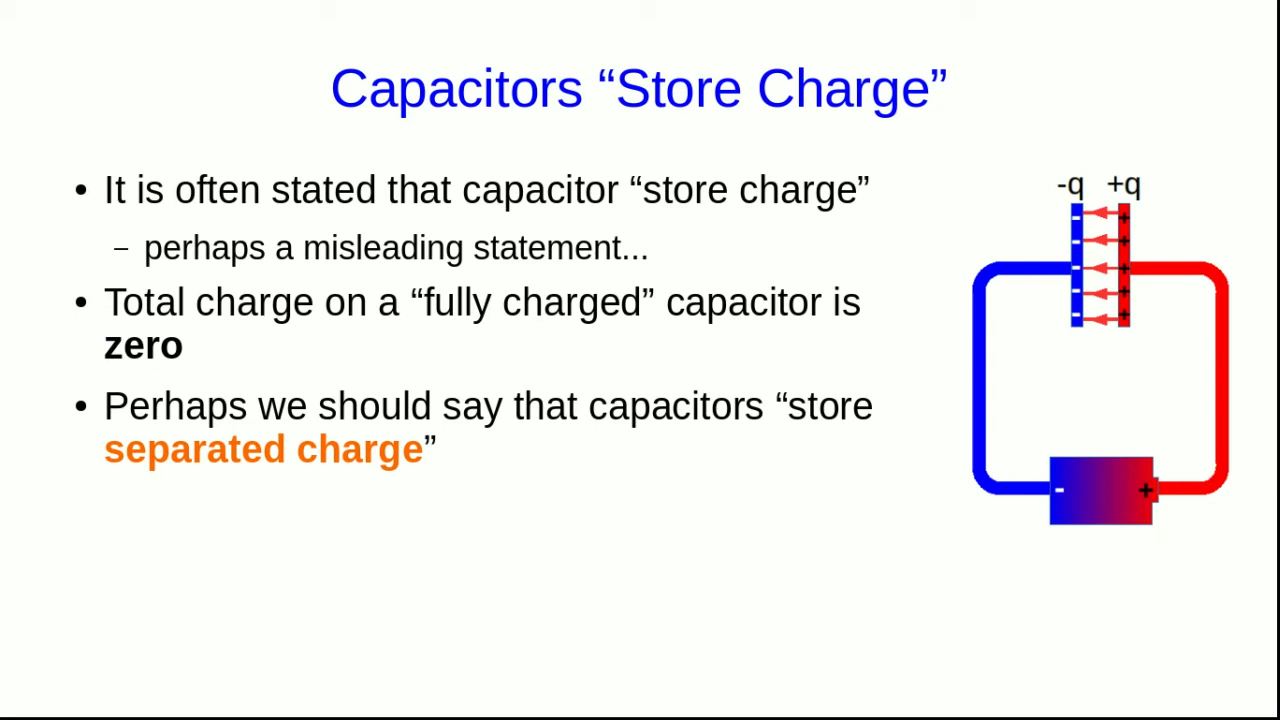 Capacitors “Store Charge”
• It is often stated that capacitor “store charge”
– perhaps a misleading statement...
• Total charge on a “fully charged” capacitor is
zero
• Perhaps we should say that capacitors “store
separated charge”
-q +q
- +
- +
- +
- +
- +
- +